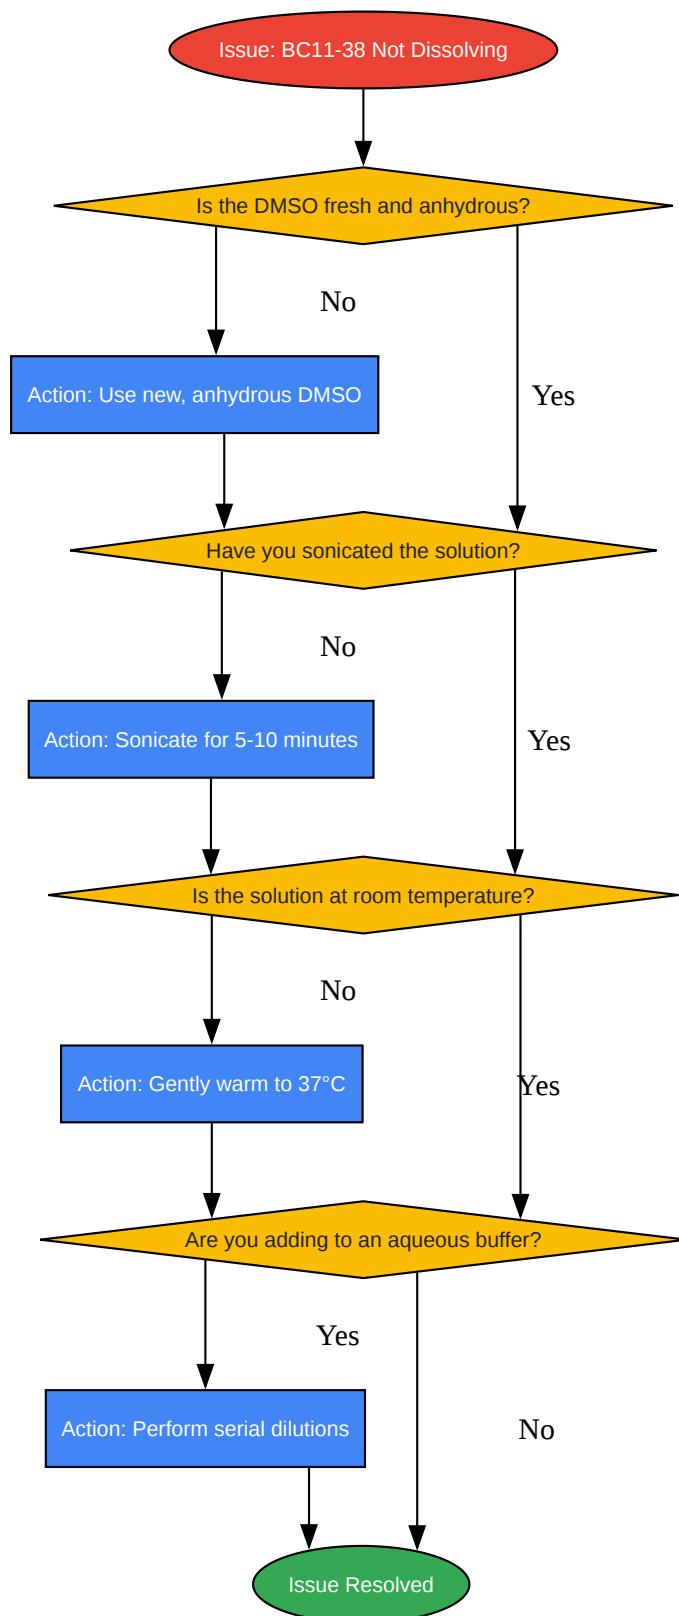 Issue: BC11-38 Not Dissolving
Is the DMSO fresh and anhydrous?
No
Action: Use new, anhydrous DMSO
Yes
Have you sonicated the solution?
No
Action: Sonicate for 5-10 minutes
Yes
Is the solution at room temperature?
No
Action: Gently warm to 37°C
Yes
Are you adding to an aqueous buffer?
Yes
Action: Perform serial dilutions
No
Issue Resolved